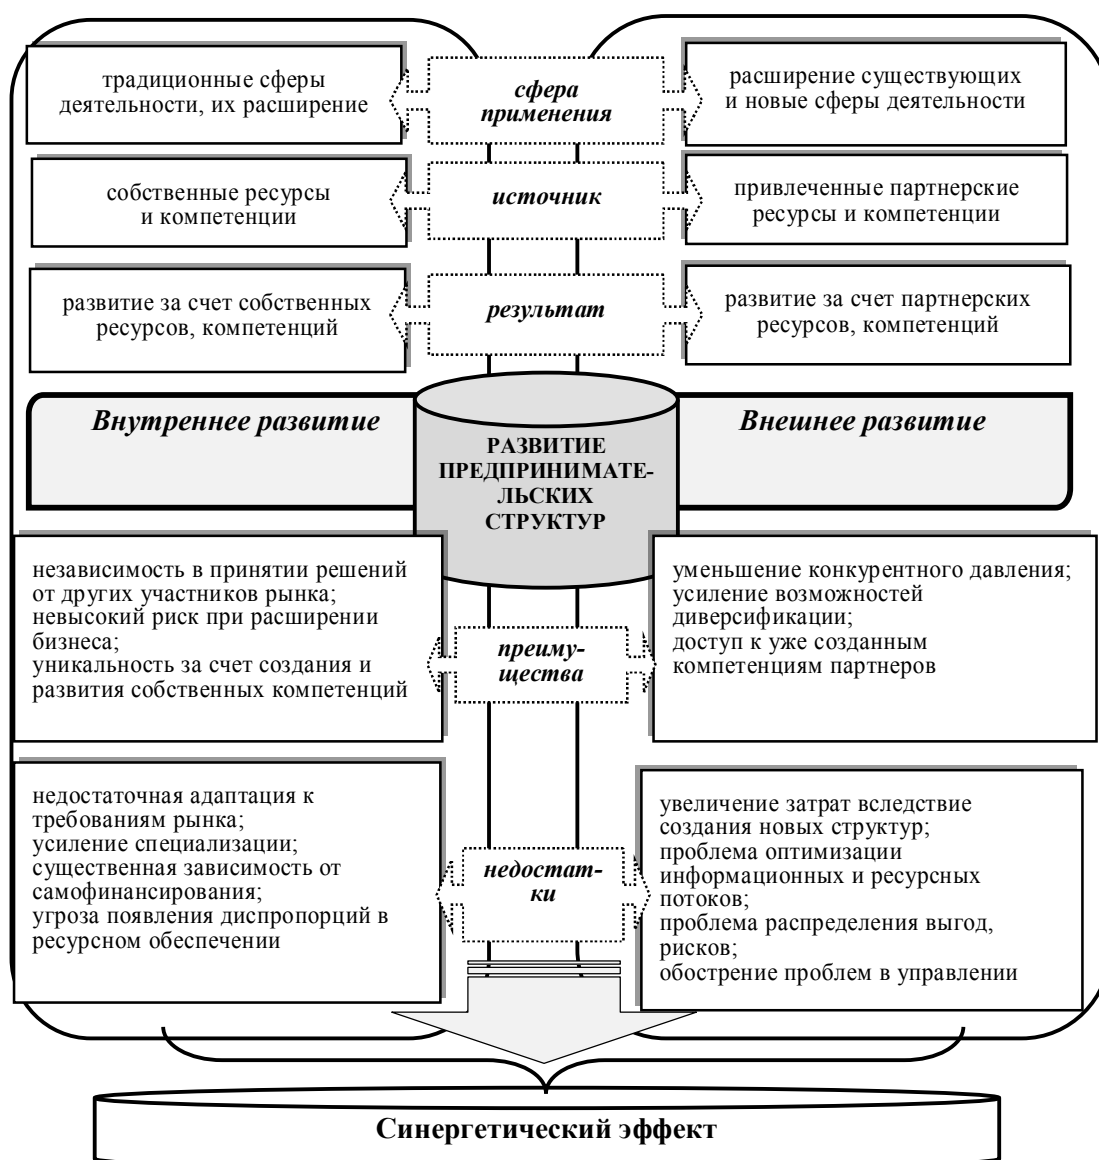 традиционные сферы
деятельности, их расширение
сфера
применения
расширение существующих
и новые сферы деятельности
собственные ресурсы
и компетенции
источник
привлеченные партнерские
ресурсы и компетенции
развитие за счет собственных
ресурсов, компетенций
результат
развитие за счет партнерских
ресурсов, компетенций
Внутреннее развитие
РАЗВИТИЕ
ПРЕДПРИНИМАТЕ-
ЛЬСКИХ
СТРУКТУР
Внешнее развитие
независимость в принятии решений
от других участников рынка;
невысокий риск при расширении
бизнеса;
уникальность за счет создания и
развития собственных компетенций
преиму-
щества
уменьшение конкурентного давления;
усиление возможностей
диверсификации;
доступ к уже созданным
компетенциям партнеров
недостаточная адаптация к
требованиям рынка;
усиление специализации;
существенная зависимость от
самофинансирования;
угроза появления диспропорций в
ресурсном обеспечении
недостат-
ки
увеличение затрат вследствие
создания новых структур;
проблема оптимизации
информационных и ресурсных
потоков;
проблема распределения выгод,
рисков;
обострение проблем в управлении
Синергетический эффект